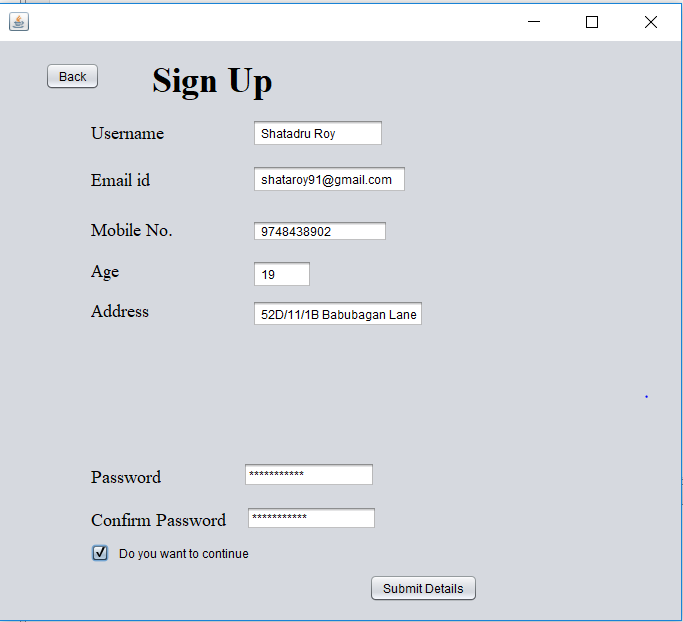 Back Sign Up
Username Shatadru Roy
Email id shataroy91@gmail.com
Mobile No. 9748438902
Age 19
Address 52D/11/1B Babubagan Lane
Password ***********
Confirm Password ***********
Do you want to continue
Submit Details